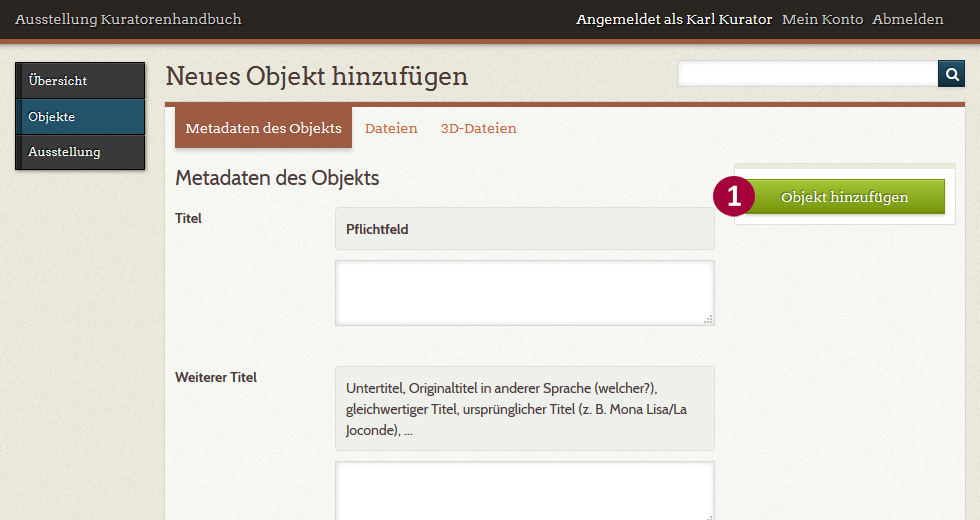 Ausstellung Kuratorenhandbuch
Angemeldet als Karl Kurator Mein Konto Abmelden
Übersicht
Objekte
Ausstellung
Neues Objekt hinzufügen
Metadaten des Objekts Dateien 3D-Dateien
Metadaten des Objekts
1 Objekt hinzufügen
Titel
Pflichtfeld
Weiterer Titel
Untertitel, Originaltitel in anderer Sprache (welcher?),
gleichwertiger Titel, ursprünglicher Titel (z. B. Mona Lisa/La
Joconde), ...